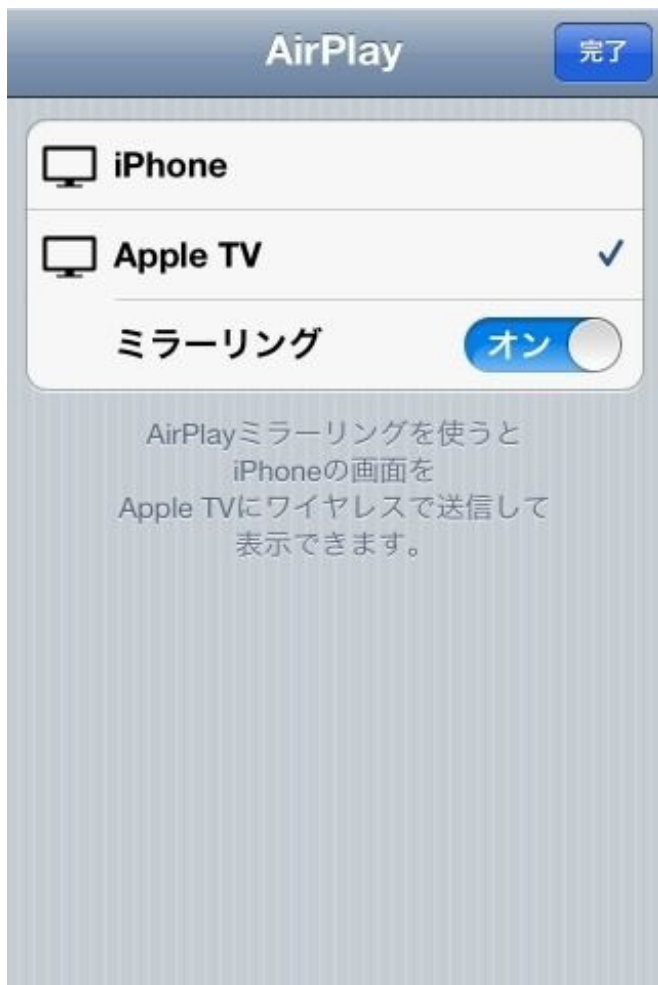 AirPlay
完了
iPhone
Apple TV
ミラーリング
オン
AirPlayミラーリングを使うと
iPhoneの画面を
Apple TVにワイヤレスで送信して
表示できます。